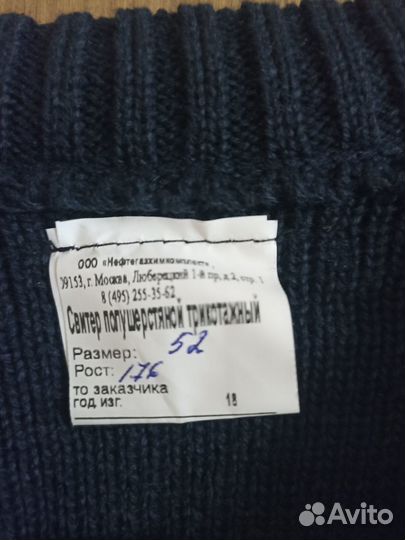 ООО «Нефтегазхимкомплект»,
09153, г. Москва, Люберецкий 1-й пр, д 2, стр. 1
8 (495) 255-35-62
Свитер полушерстяной трикотажный
Размер: 52
Рост: 176
то заказчика
год. изг. 18
Avito